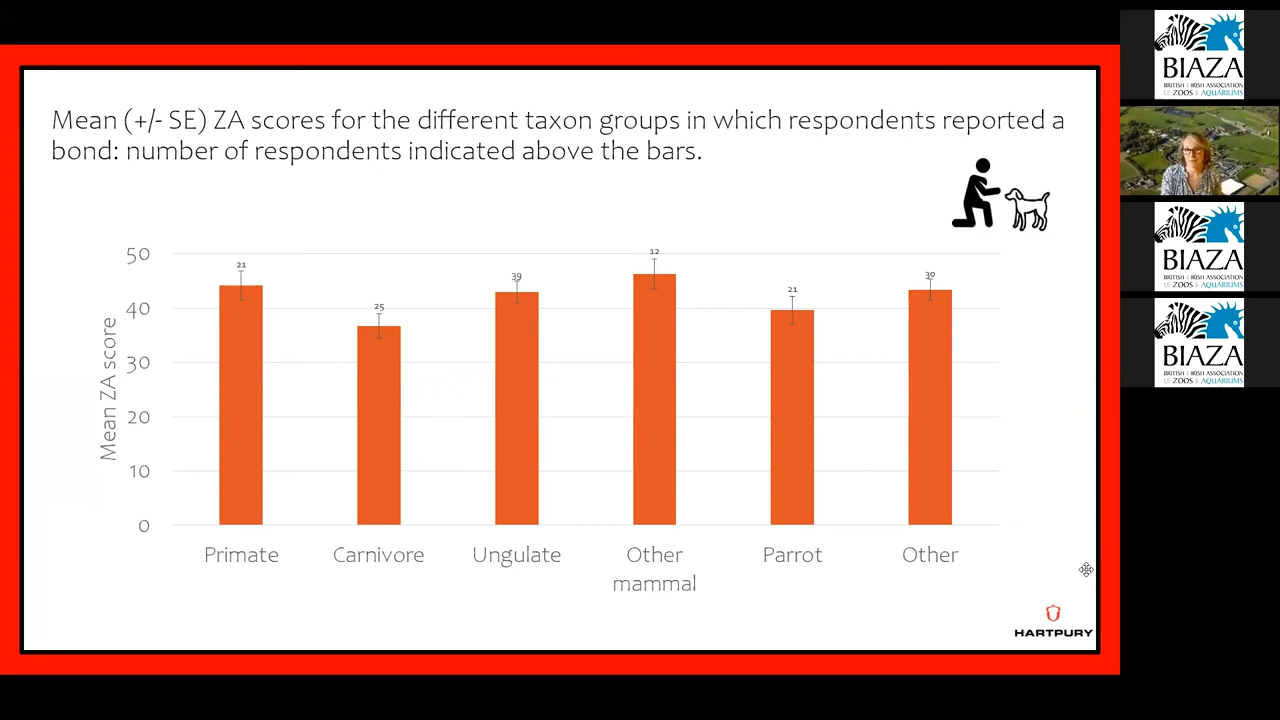 Mean (+/- SE) ZA scores for the different taxon groups in which respondents reported a
bond: number of respondents indicated above the bars.
50
40
30
20
10
0
Mean ZA score
21
25
39
12
21
30
Primate
Carnivore
Ungulate
Other
mammal
Parrot
Other
HARTPURY
BIAZA
BRITISH & IRISH ASSOCIATION
OF ZOOS & AQUARIUMS
BIAZA
BRITISH & IRISH ASSOCIATION
OF ZOOS & AQUARIUMS
BIAZA
BRITISH & IRISH ASSOCIATION
OF ZOOS & AQUARIUMS